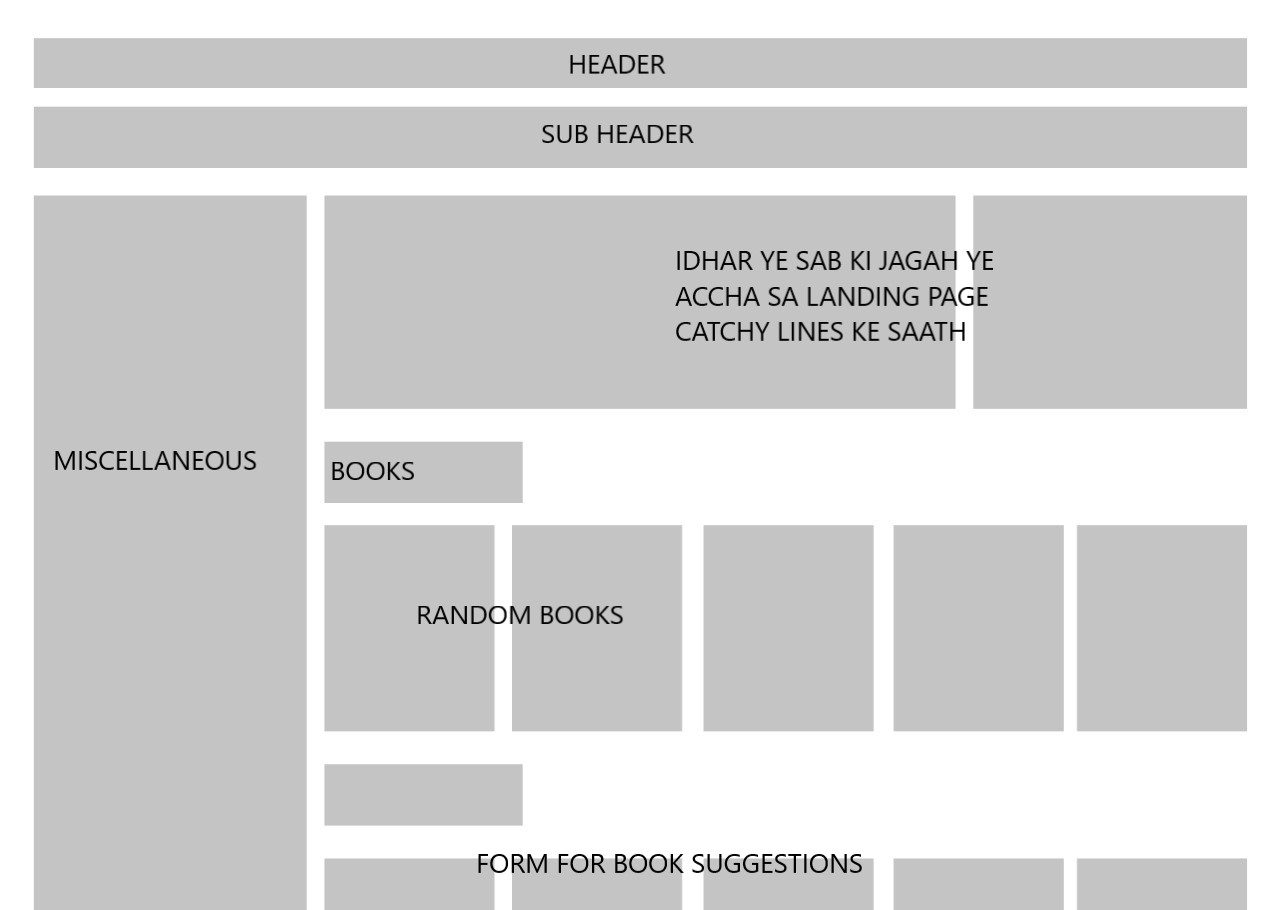 HEADER
SUB HEADER
IDHAR YE SAB KI JAGAH YE
ACCHA SA LANDING PAGE
CATCHY LINES KE SAATH
MISCELLANEOUS
BOOKS
RANDOM BOOKS
FORM FOR BOOK SUGGESTIONS